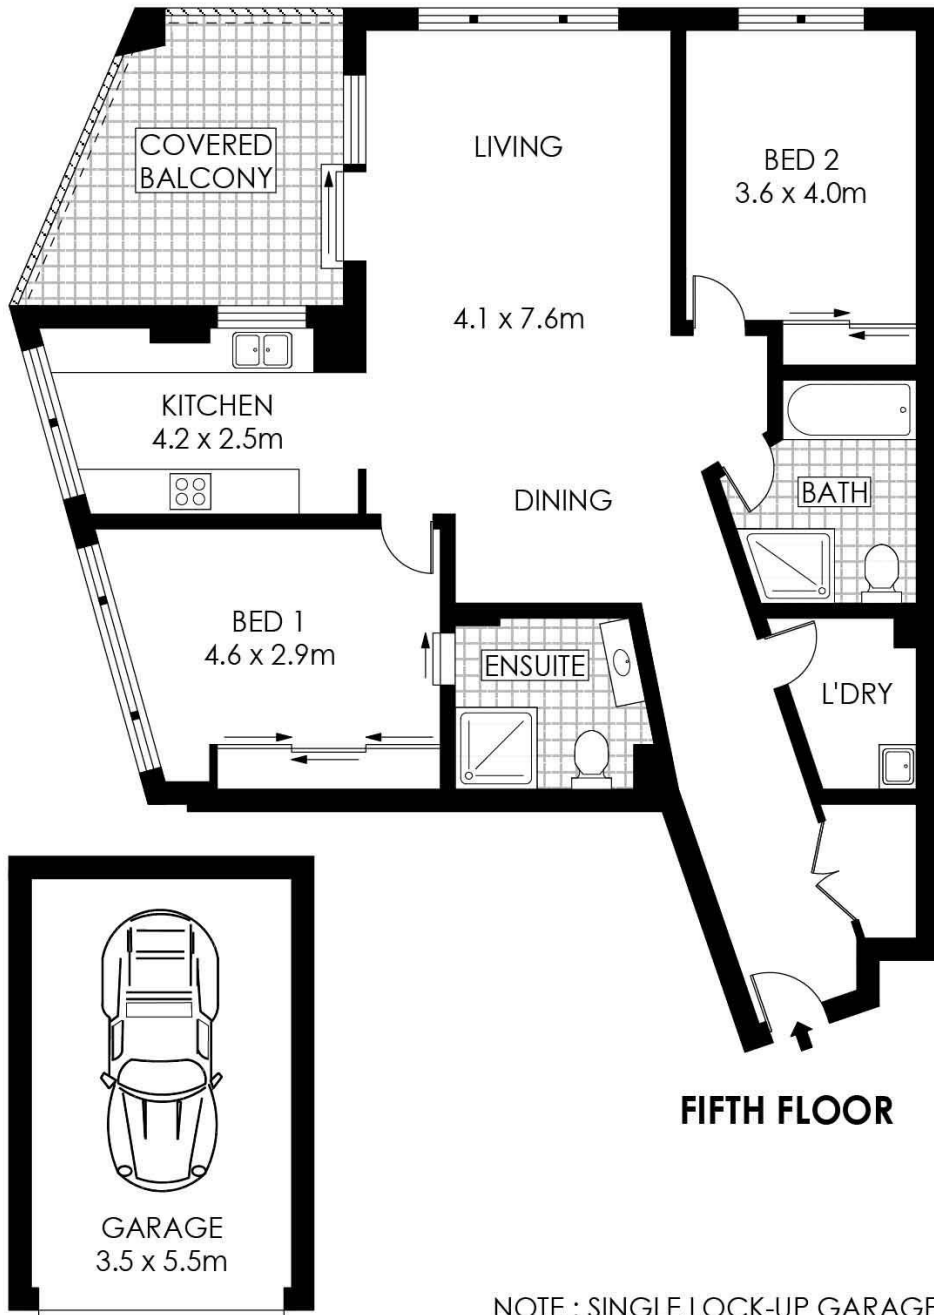 COVERED
BALCONY
LIVING
BED 2
3.6 x 4.0m
4.1 x 7.6m
KITCHEN
4.2 x 2.5m
DINING
BATH
BED 1
4.6 x 2.9m
ENSUITE
L'DRY
FIFTH FLOOR
GARAGE
3.5 x 5.5m
NOTE : SINGLE LOCK-UP GARAGE